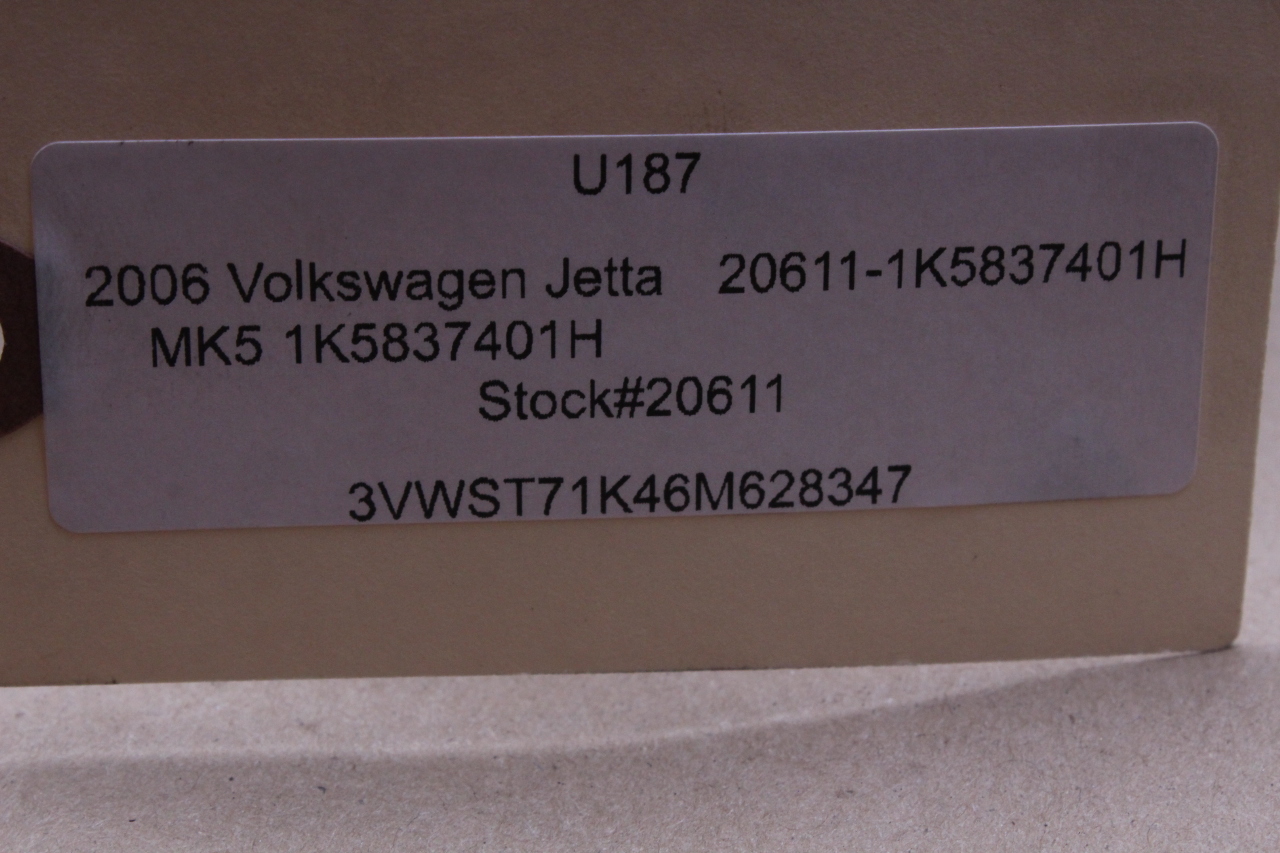 U187
2006 Volkswagen Jetta 20611-1K5837401H
MK5 1K5837401H
Stock#20611
3VWST71K46M628347